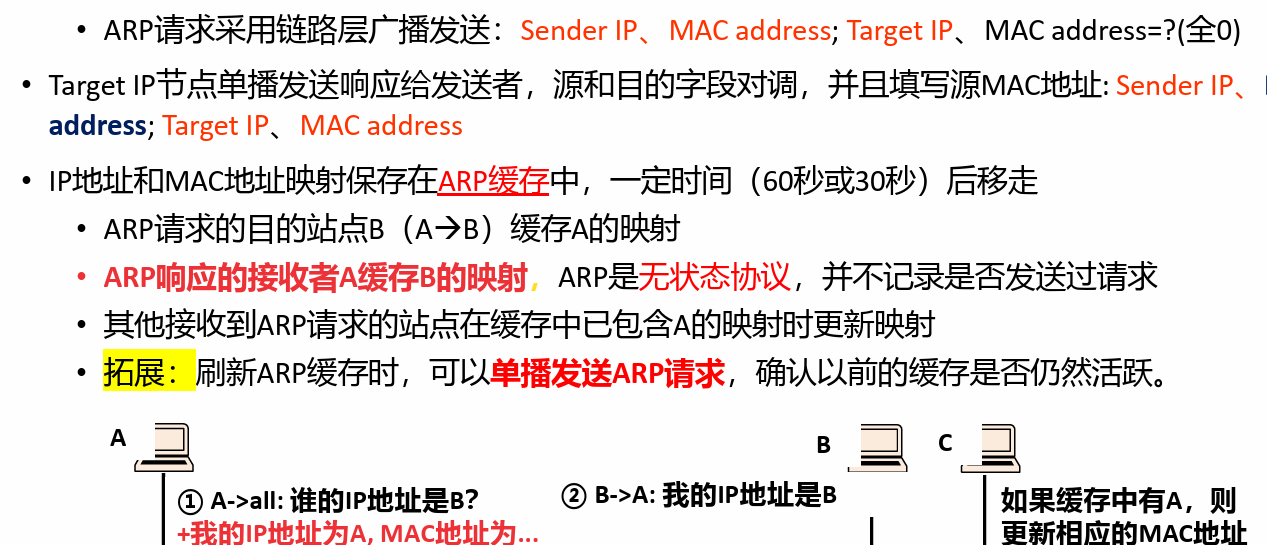 • ARP请求采用链路层广播发送：Sender IP、MAC address; Target IP、MAC address=?(全0)
• Target IP节点单播发送响应给发送者，源和目的字段对调，并且填写源MAC地址: Sender IP、
address; Target IP、MAC address
• IP地址和MAC地址映射保存在ARP缓存中，一定时间（60秒或30秒）后移走
• ARP请求的目的站点B（A→B）缓存A的映射
• ARP响应的接收者A缓存B的映射，ARP是无状态协议，并不记录是否发送过请求
• 其他接收到ARP请求的站点在缓存中已包含A的映射时更新映射
• 拓展：刷新ARP缓存时，可以单播发送ARP请求，确认以前的缓存是否仍然活跃。
A
B
C
① A->all: 谁的IP地址是B?
+我的IP地址为A, MAC地址为...
② B->A: 我的IP地址是B
如果缓存中有A，则
更新相应的MAC地址